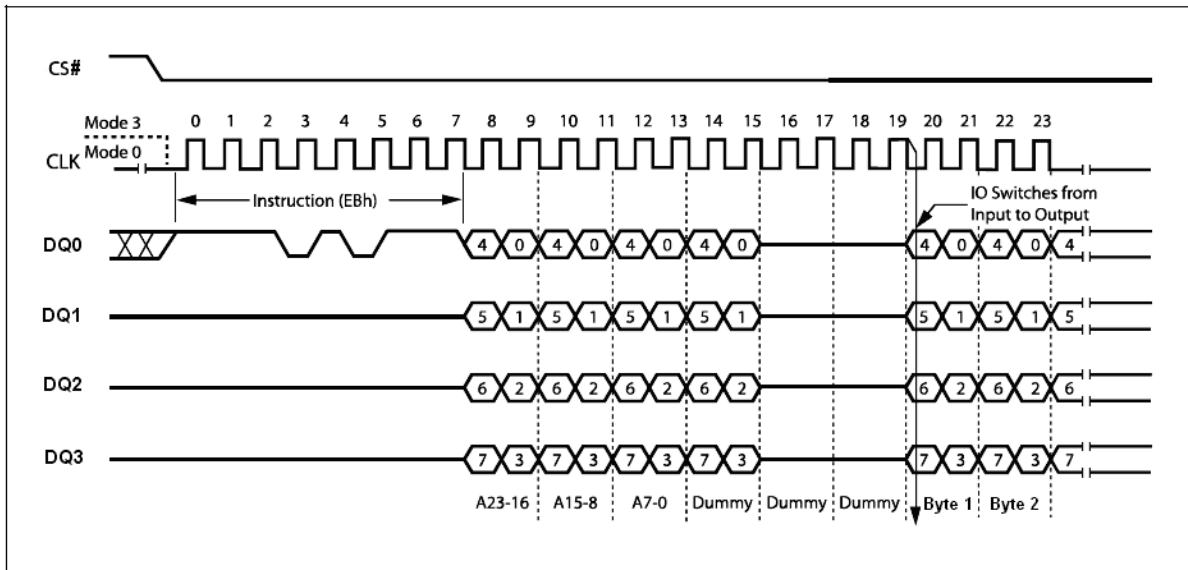 CS#
Mode 3
0 1 2 3 4 5 6 7 8 9 10 11 12 13 14 15 16 17 18 19 20 21 22 23
Mode 0
CLK
Instruction (EBh)
IO Switches from
Input to Output
DQ0 4 0 4 0 4 0 4 0 4 0 4 0 4
DQ1 5 1 5 1 5 1 5 1 5 1 5 1 5
DQ2 6 2 6 2 6 2 6 2 6 2 6 2 6
DQ3 7 3 7 3 7 3 7 3 7 3 7 3 7
A23-16 A15-8 A7-0 Dummy Dummy Dummy Byte 1 Byte 2